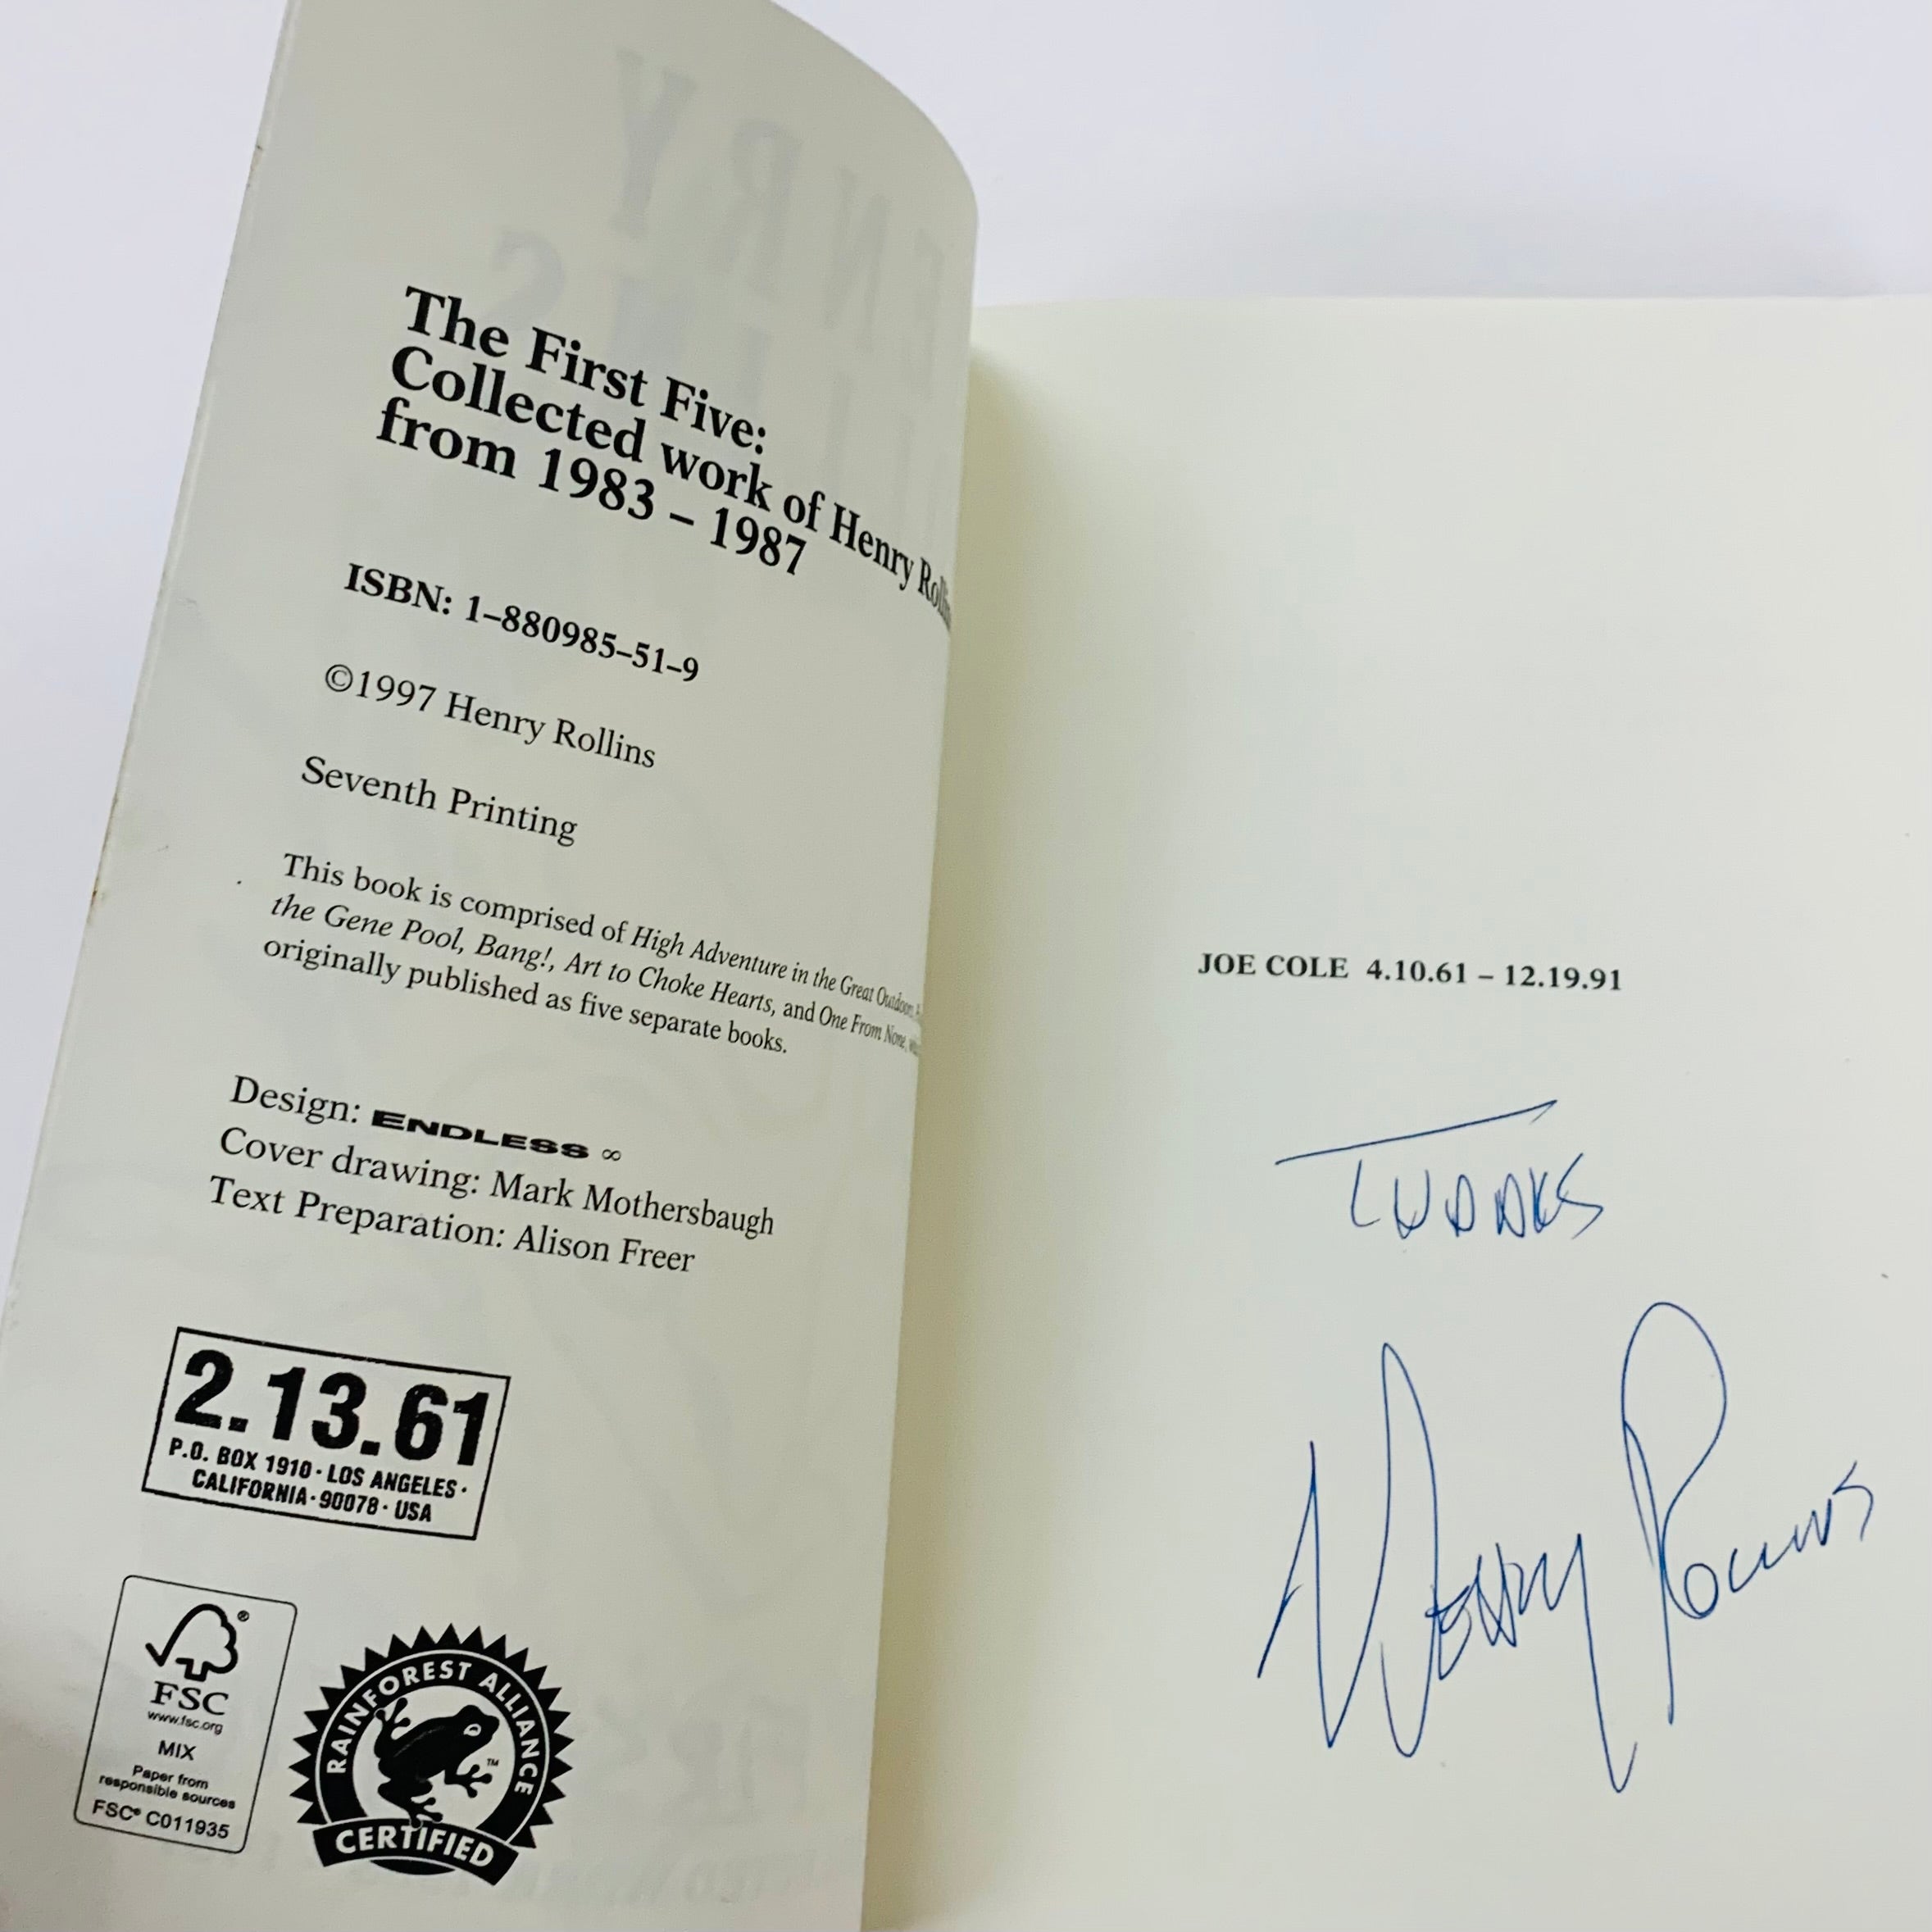 The First Five:
Collected work of Henry Rollins
from 1983 – 1987
ISBN: 1–880985–51–9
©1997 Henry Rollins
Seventh Printing
This book is comprised of High Adventure in the Great Outdoors,
the Gene Pool, Bang!, Art to Choke Hearts, and One From None,
originally published as five separate books.
Design: ENDLESS ∞
Cover drawing: Mark Mothersbaugh
Text Preparation: Alison Freer
2.13.61
P.O. BOX 1910 · LOS ANGELES ·
CALIFORNIA · 90078 · USA
FSC®
www.fsc.org
MIX
Paper from
responsible sources
FSC® C011935
RAINFOREST ALLIANCE
TM
CERTIFIED
JOE COLE 4.10.61 – 12.19.91
THANKS
HENRY ROLLINS